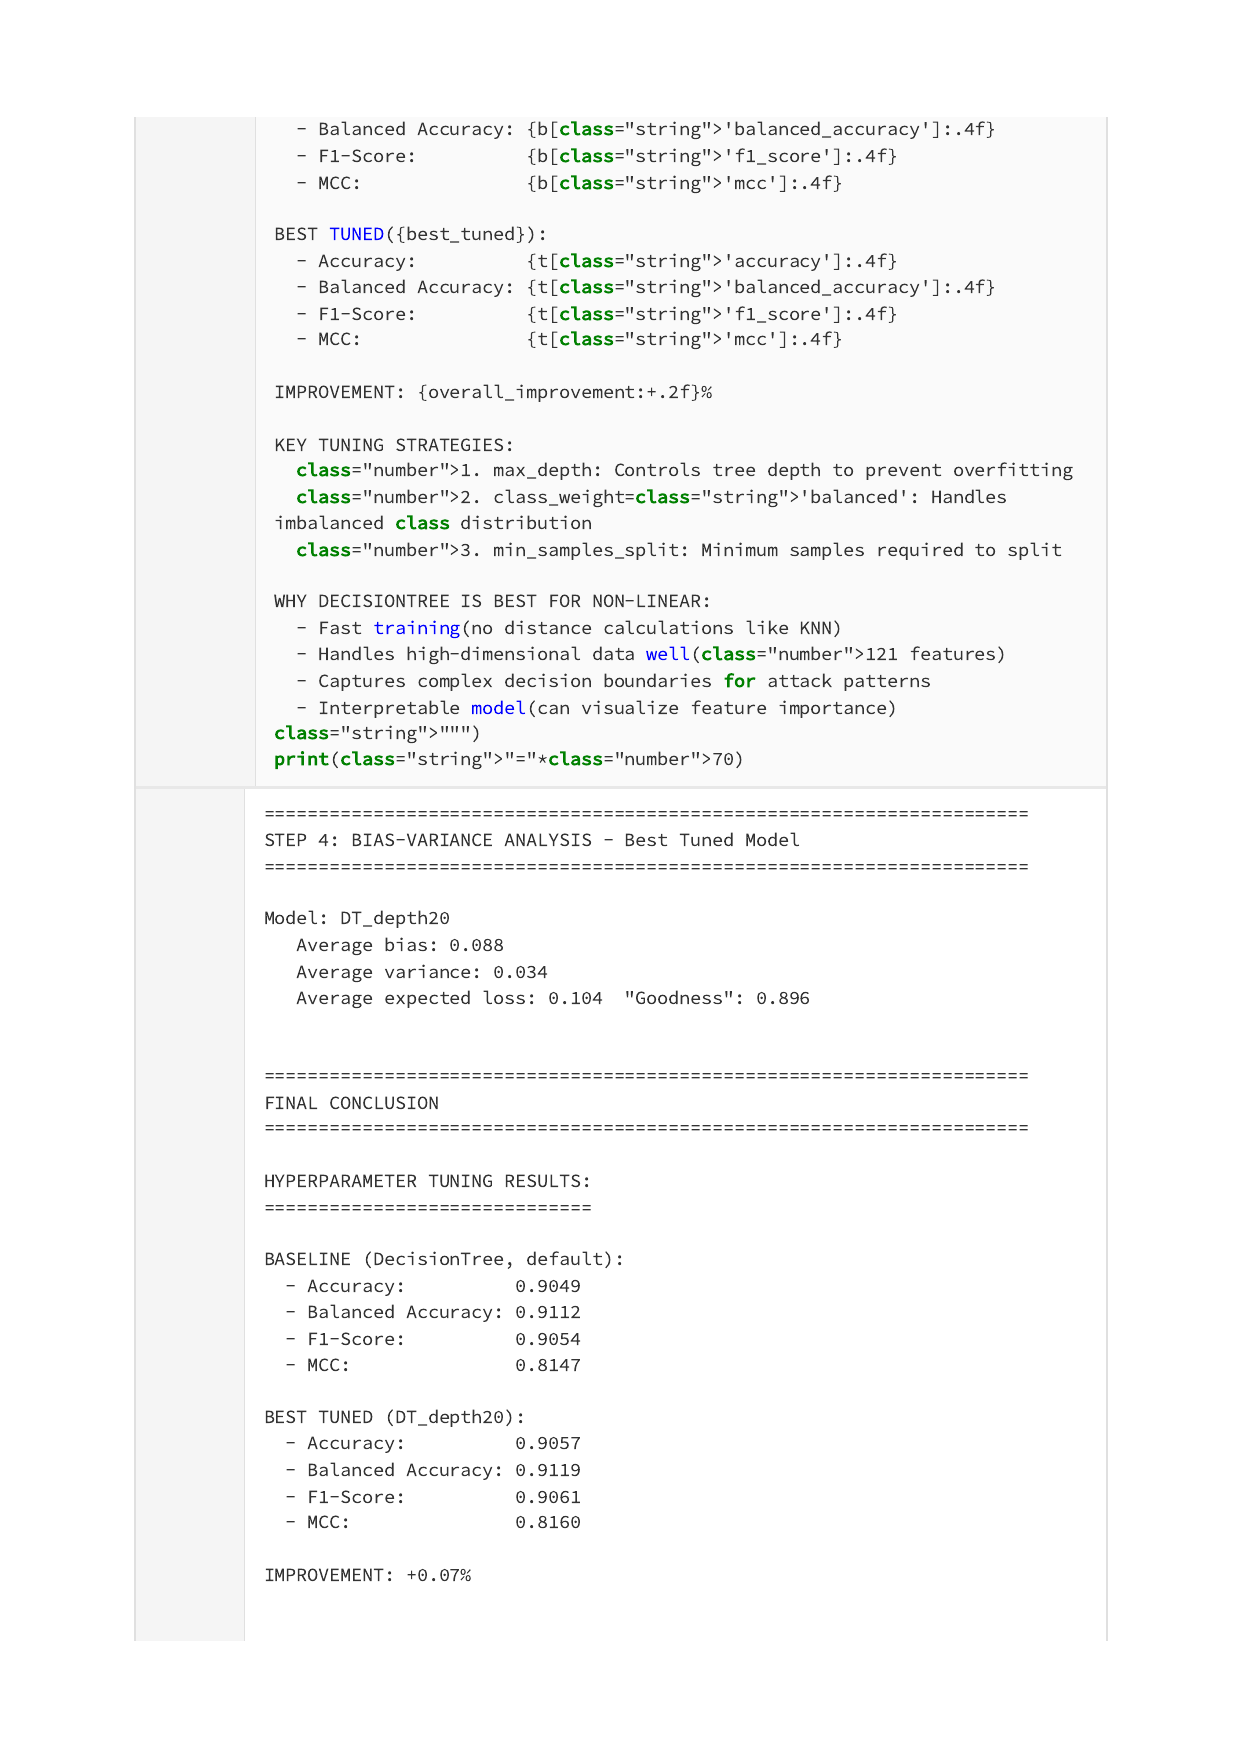 - Balanced Accuracy: {b[class="string">'balanced_accuracy']:.4f}
  - F1-Score:          {b[class="string">'f1_score']:.4f}
  - MCC:               {b[class="string">'mcc']:.4f}

BEST TUNED({best_tuned}):
  - Accuracy:          {t[class="string">'accuracy']:.4f}
  - Balanced Accuracy: {t[class="string">'balanced_accuracy']:.4f}
  - F1-Score:          {t[class="string">'f1_score']:.4f}
  - MCC:               {t[class="string">'mcc']:.4f}

IMPROVEMENT: {overall_improvement:+.2f}%

KEY TUNING STRATEGIES:
  class="number">1. max_depth: Controls tree depth to prevent overfitting
  class="number">2. class_weight=class="string">'balanced': Handles
imbalanced class distribution
  class="number">3. min_samples_split: Minimum samples required to split

WHY DECISIONTREE IS BEST FOR NON-LINEAR:
  - Fast training(no distance calculations like KNN)
  - Handles high-dimensional data well(class="number">121 features)
  - Captures complex decision boundaries for attack patterns
  - Interpretable model(can visualize feature importance)
class="string">""")
print(class="string">"="*class="number">70)
======================================================================
STEP 4: BIAS-VARIANCE ANALYSIS - Best Tuned Model
======================================================================

Model: DT_depth20
   Average bias: 0.088
   Average variance: 0.034
   Average expected loss: 0.104  "Goodness": 0.896


======================================================================
FINAL CONCLUSION
======================================================================

HYPERPARAMETER TUNING RESULTS:
==============================

BASELINE (DecisionTree, default):
  - Accuracy:          0.9049
  - Balanced Accuracy: 0.9112
  - F1-Score:          0.9054
  - MCC:               0.8147

BEST TUNED (DT_depth20):
  - Accuracy:          0.9057
  - Balanced Accuracy: 0.9119
  - F1-Score:          0.9061
  - MCC:               0.8160

IMPROVEMENT: +0.07%